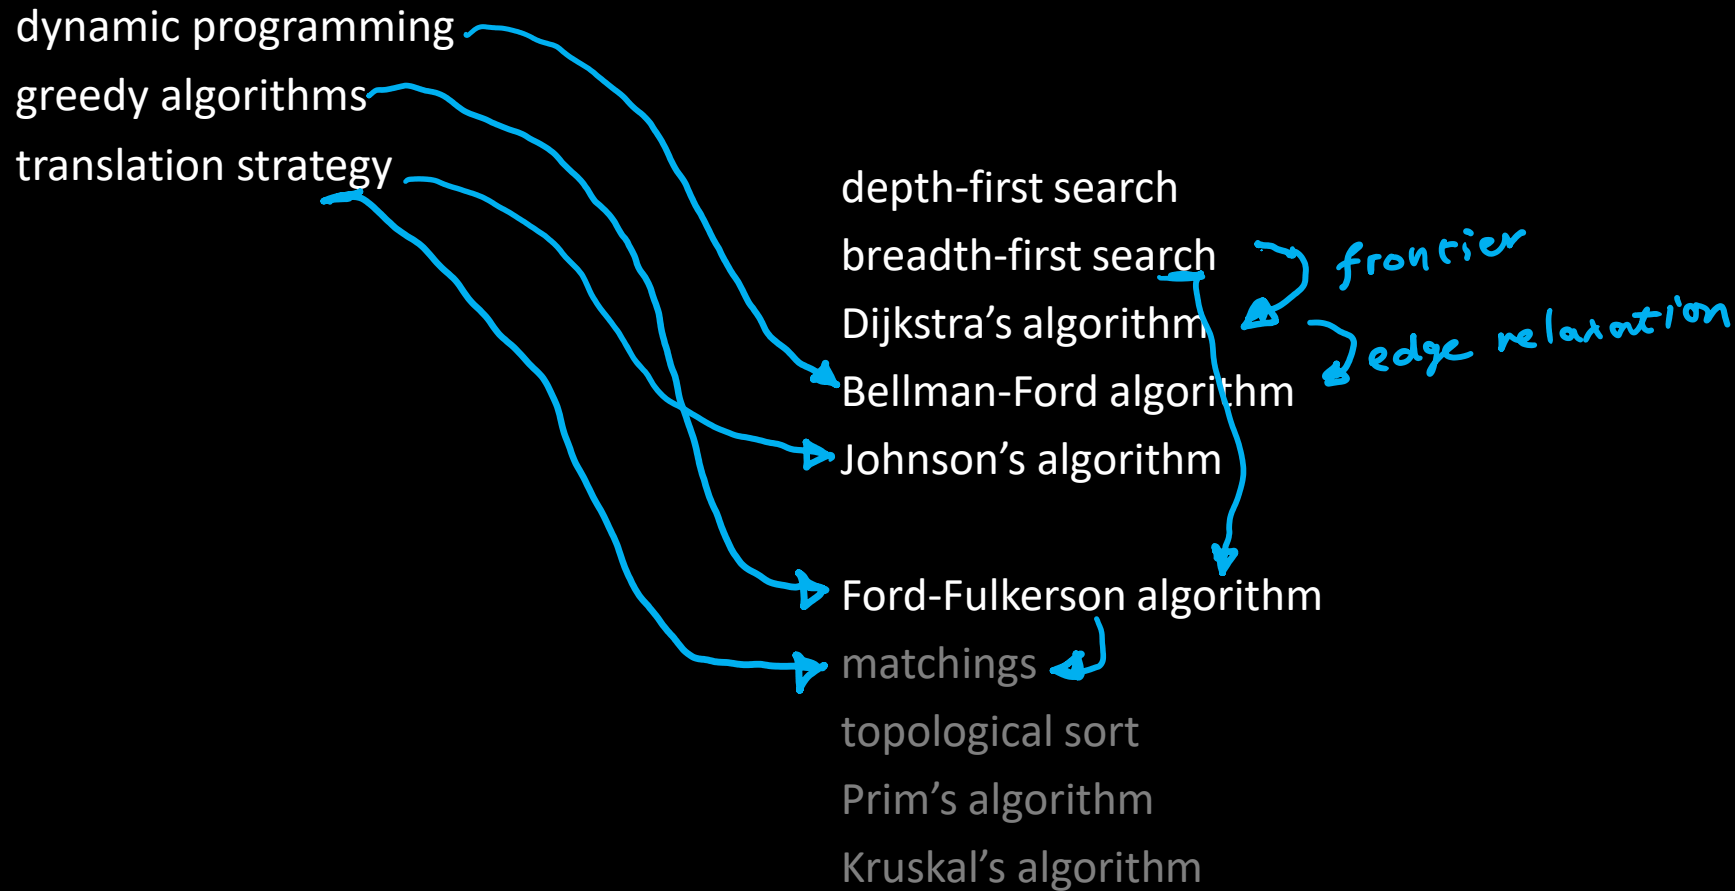 dynamic programming
greedy algorithms
translation strategy
depth-first search
breadth-first search
frontier
Dijkstra’s algorithm
edge relaxation
Bellman-Ford algorithm
Johnson’s algorithm
Ford-Fulkerson algorithm
matchings
topological sort
Prim’s algorithm
Kruskal’s algorithm